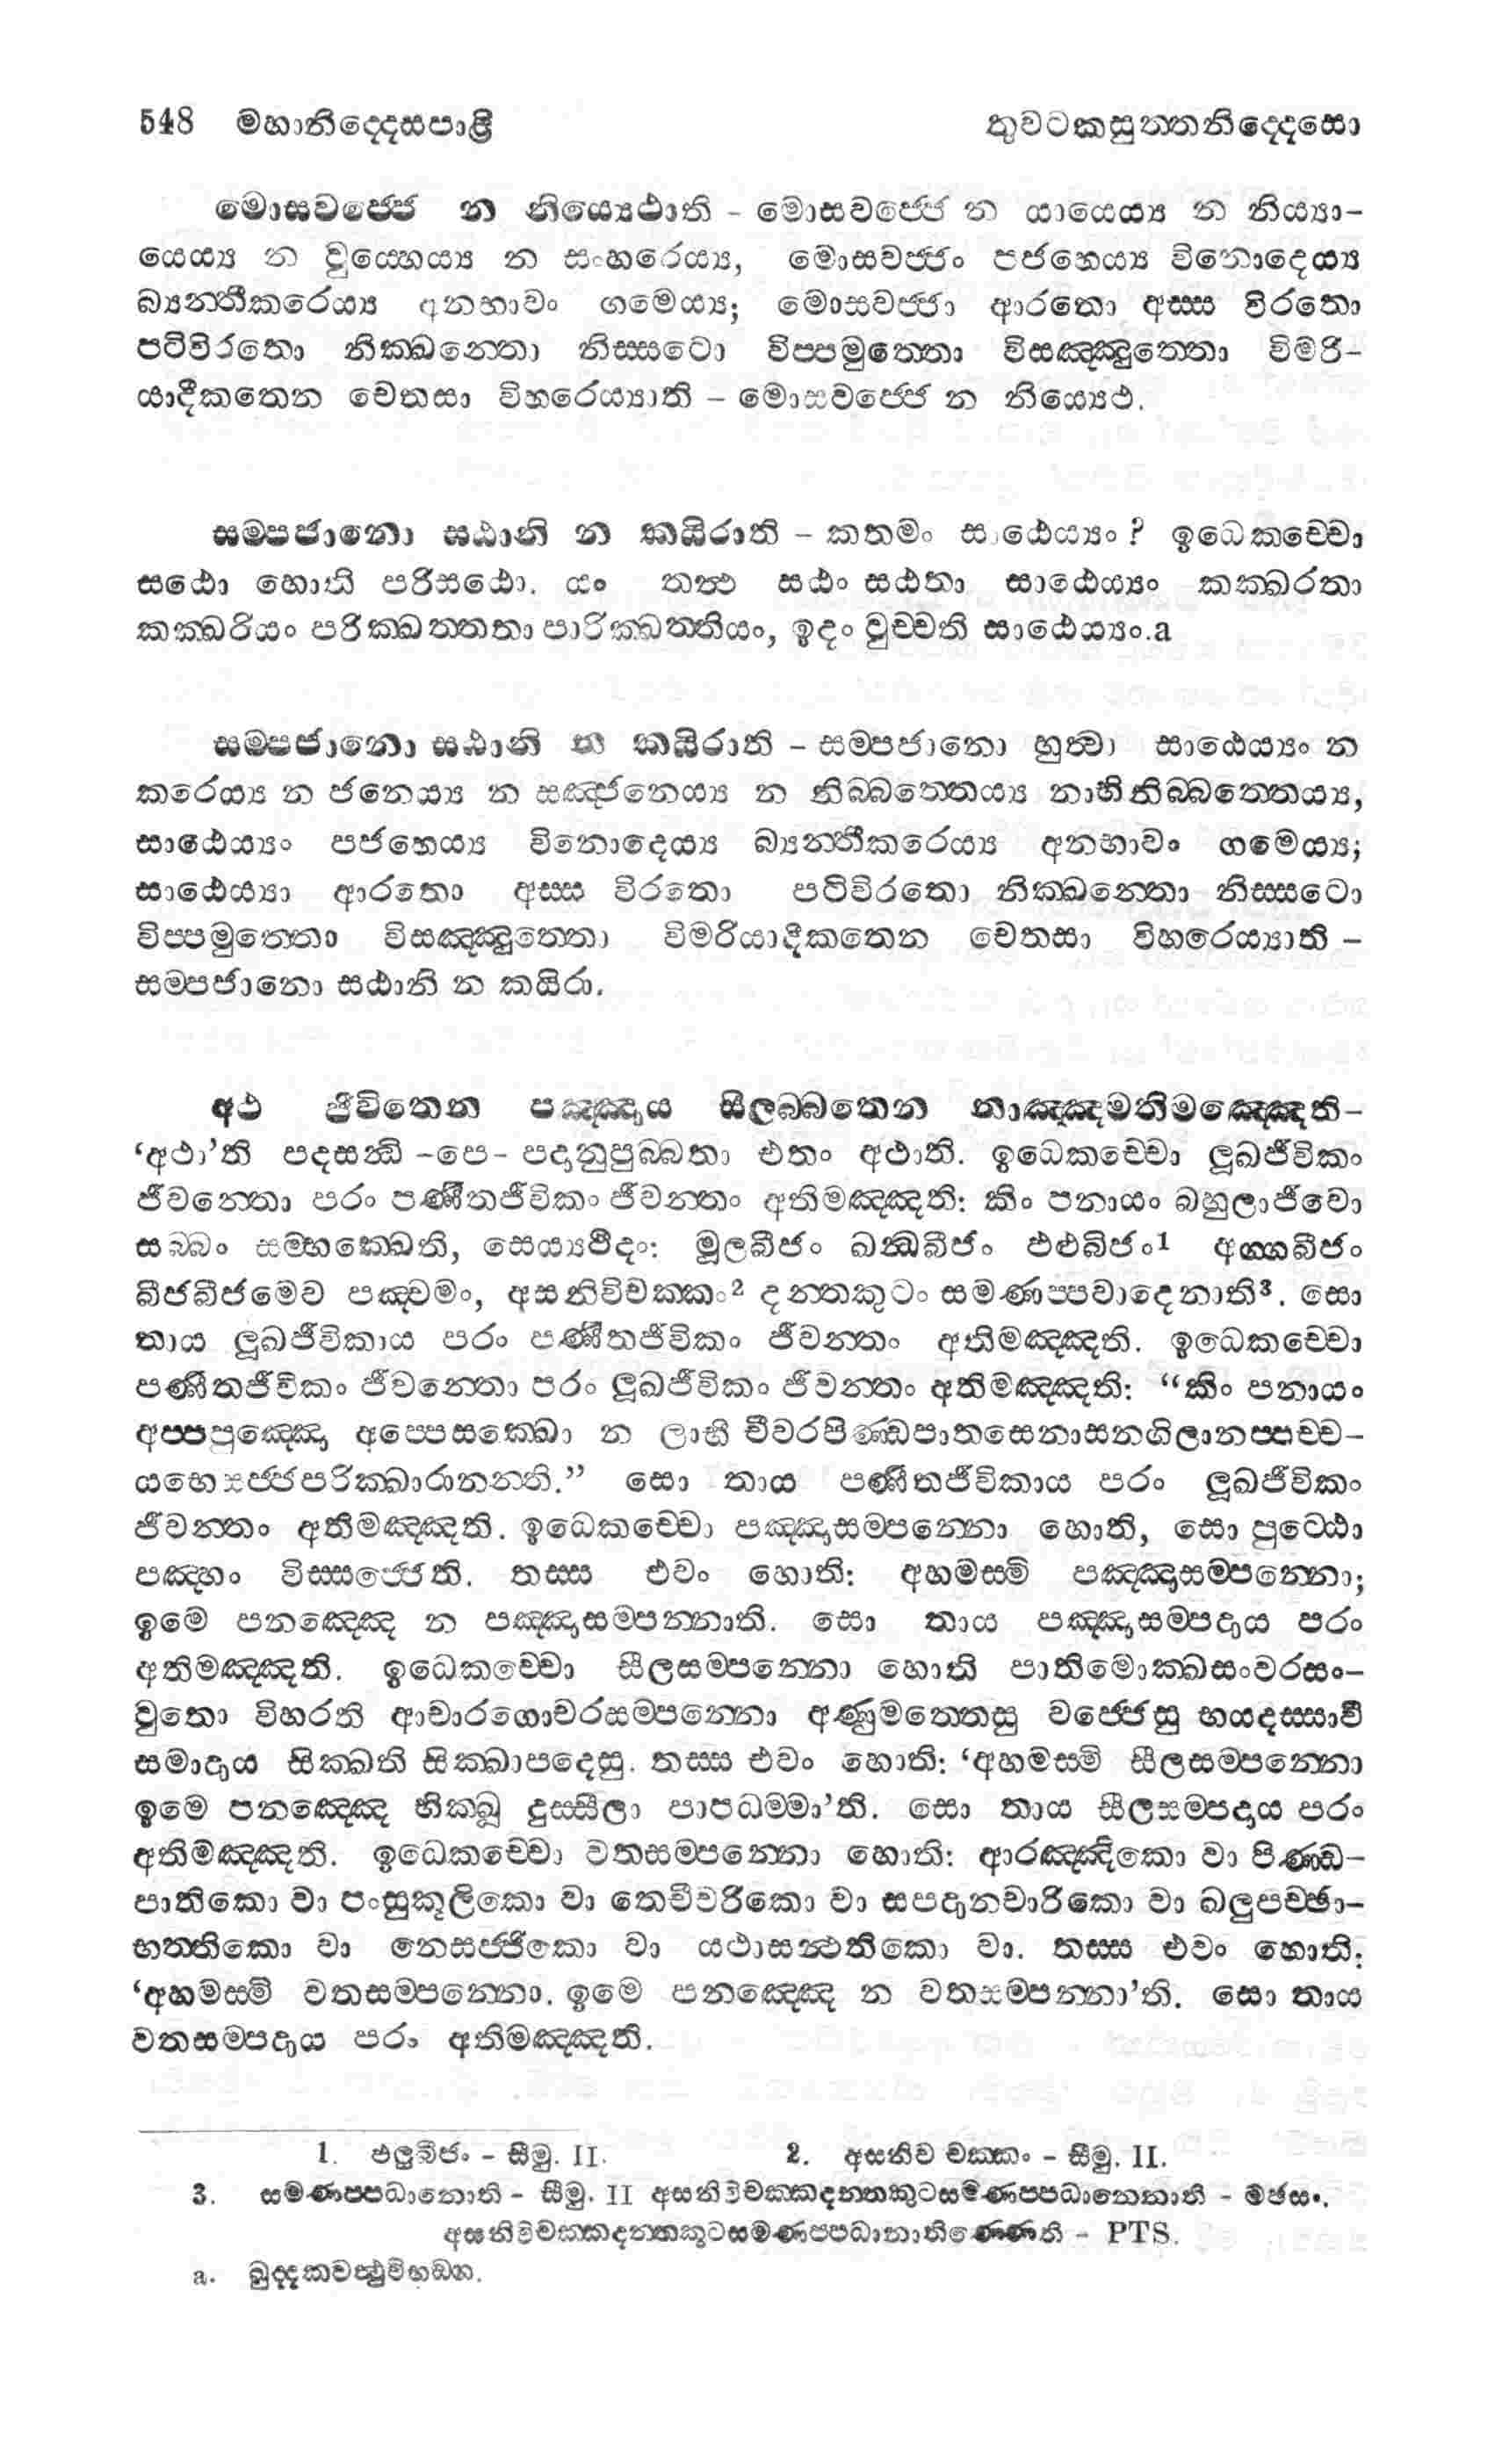 548 මහානිද්දෙසපාළි තුවටකසුත්තනිද්දෙසො
මොසවජ්ජෙ න නියෙථාති - මොසවජ්ජෙ න යායෙය්‍ය න නිය්‍යා-
යෙය්‍ය න වුය්හෙය්‍ය න සංහරෙය්‍ය, මොසවජ්ජං පජහෙය්‍ය විනොදෙය්‍ය
බ්‍යන්තීකරෙය්‍ය අනභාවං ගමෙය්‍ය; මොසවජ්ජා ආරතො අස්ස විරතො
පටිවිරතො නික්ඛන්තො නිස්සටො විප්පමුත්තො විසඤ්ඤුත්තො විමරි-
යාදීකතෙන චෙතසා විහරෙය්‍යාති - මොසවජ්ජෙ න නිය්‍යෙථ.
සම්පජානො සඨානි න කයිරාති - කතමං සාඨෙය්‍යං? ඉධෙකච්චො
සඨො හොති පරිසඨො. යං තත්‍ථ සඨං සඨතා සාඨෙය්‍යං කක්ඛරතා
කක්ඛරියං පරික්ඛත්තතා පාරික්ඛත්තියං, ඉදං වුච්චති සාඨෙය්‍යං.a
සම්පජානො සඨානි න කයිරාති - සම්පජානො හුත්‍වා සාඨෙය්‍යං න
කරෙය්‍ය න ජනෙය්‍ය න සඤ්ජනෙය්‍ය න නිබ්බත්තෙය්‍ය නාභිනිබ්බත්තෙය්‍ය,
සාඨෙය්‍යං පජහෙය්‍ය විනොදෙය්‍ය බ්‍යන්තීකරෙය්‍ය අනභාවං ගමෙය්‍ය;
සාඨෙය්‍යා ආරතො අස්ස විරතො පටිවිරතො නික්ඛන්තො නිස්සටො
විප්පමුත්තො විසඤ්ඤුත්තො විමරියාදීකතෙන චෙතසා විහරෙය්‍යාති -
සම්පජානො සඨානි න කයිරා.
අථ ජීවිතෙන පඤ්ඤාය සීලබ්බතෙන නාඤ්ඤමතිමඤ්ඤෙති-
‘අථා’ති පදසන්ධි -පෙ- පදානුපුබ්බතා එතං අථාති. ඉධෙකච්චො ලූඛජීවිකං
ජීවන්තො පරං පණීතජීවිකං ජීවන්තං අතිමඤ්ඤති: කිං පනායං බහුලාජීවො
සබ්බං සම්භක්ඛෙති, සෙය්‍යපීදං: මූලබීජං ඛන්‍ධබීජං ඵළුබීජං1 අග්ගබීජං
බීජබීජමෙව පඤ්චමං, අසනිවිචක්කං2 දන්තකුටං සමණප්පවාදෙනාති3. සො
තාය ලූඛජීවිකාය පරං පණීතජීවිකං ජීවන්තං අතිමඤ්ඤති. ඉධෙකච්චො
පණීතජීවිකං ජීවන්තො පරං ලූඛජීවිකං ජීවන්තං අතිමඤ්ඤති: “කිං පනායං
අප්පපුඤ්ඤො අප්පෙසක්ඛො න ලාභී චීවරපිණ්ඩපාතසෙනාසනගිලානප්පච්ච-
යභෙසජ්ජපරික්ඛාරානන්ති.” සො තාය පණීතජීවිකාය පරං ලූඛජීවිකං
ජීවන්තං අතිමඤ්ඤති. ඉධෙකච්චො පඤ්ඤාසම්පන්නො හොති, සො පුට්ඨො
පඤ්හං විස්සජ්ජෙති. තස්ස එවං හොති: අහමස්මි පඤ්ඤාසම්පන්නො;
ඉමෙ පනඤ්ඤෙ න පඤ්ඤාසම්පන්නාති. සො තාය පඤ්ඤාසම්පදාය පරං
අතිමඤ්ඤති. ඉධෙකච්චො සීලසම්පන්නො හොති පාතිමොක්ඛසංවරසං-
වුතො විහරති ආචාරගොචරසම්පන්නො අණුමත්තෙසු වජ්ජෙසු භයදස්සාවී
සමාදාය සික්ඛති සික්ඛාපදෙසු. තස්ස එවං හොති: ‘අහමස්මි සීලසම්පන්නො
ඉමෙ පනඤ්ඤෙ භික්ඛූ දුස්සීලා පාපධම්මා’ති. සො තාය සීලසම්පදාය පරං
අතිමඤ්ඤති. ඉධෙකච්චො වතසම්පන්නො හොති: ආරඤ්ඤිකො වා පිණ්ඩ-
පාතිකො වා පංසුකූලිකො වා තෙචීවරිකො වා සපදානචාරිකො වා ඛලුපච්ඡා-
භත්තිකො වා නෙසජ්ජිකො වා යථාසන්‍ථතිකො වා. තස්ස එවං හොති:
‘අහමස්මි වතසම්පන්නො. ඉමෙ පනඤ්ඤෙ න වතසම්පන්නා’ති. සො තාය
වතසම්පදාය පරං අතිමඤ්ඤති.
1. ඵලුබීජං - සීමු. II. 2. අසනිව චක්කං - සීමු. II.
3. සමණප්පධානොති - සීමු. II අසනිවිචක්කදන්තකුටසමණප්පධානෙනාති - මජසං.
අසනිවිචක්කදන්තකූටසමණප්පධානාතිණ්ණෙති - PTS.
a. ඛුද්දකවත්‍ථුවිභඞ්ග.